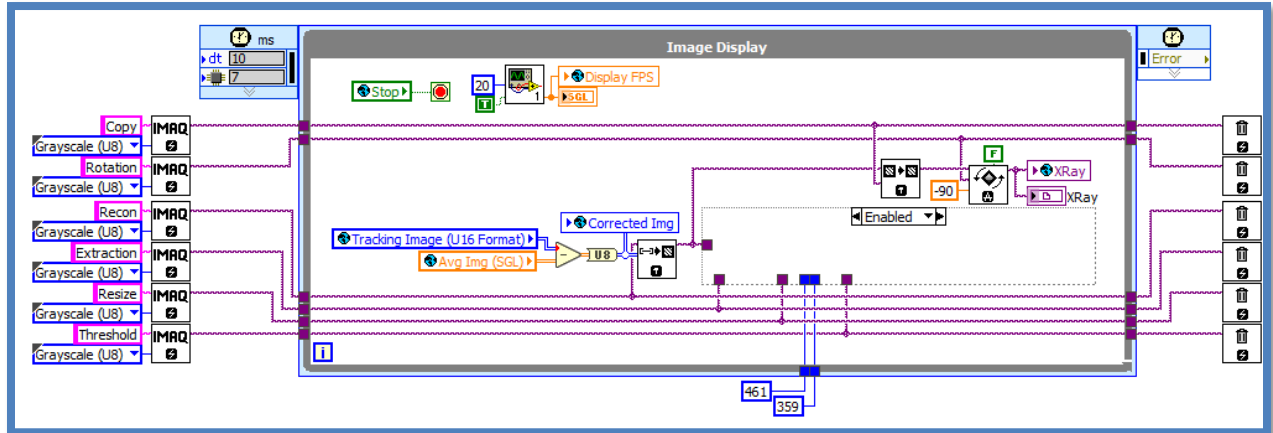 ms
Image Display
dt 10
7
Error
Stop
20
T
1
Display FPS
SGL
Copy
IMAQ
Grayscale (U8)
Rotation
IMAQ
Grayscale (U8)
F
-90
XRay
XRay
Recon
IMAQ
Grayscale (U8)
Enabled
Corrected Img
Tracking Image (U16 Format)
Avg Img (SGL)
U8
Extraction
IMAQ
Grayscale (U8)
Resize
IMAQ
Grayscale (U8)
Threshold
IMAQ
Grayscale (U8)
i
461
359